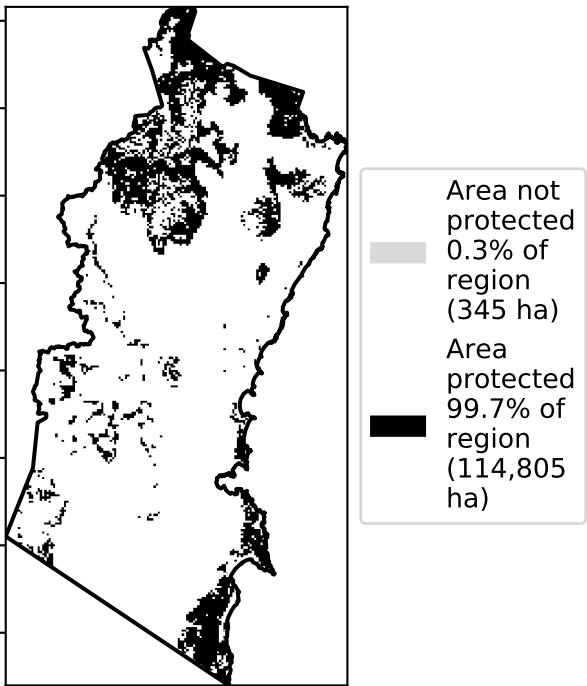 Area not
protected
0.3% of
region
(345 ha)
Area
protected
99.7% of
region
(114,805
ha)